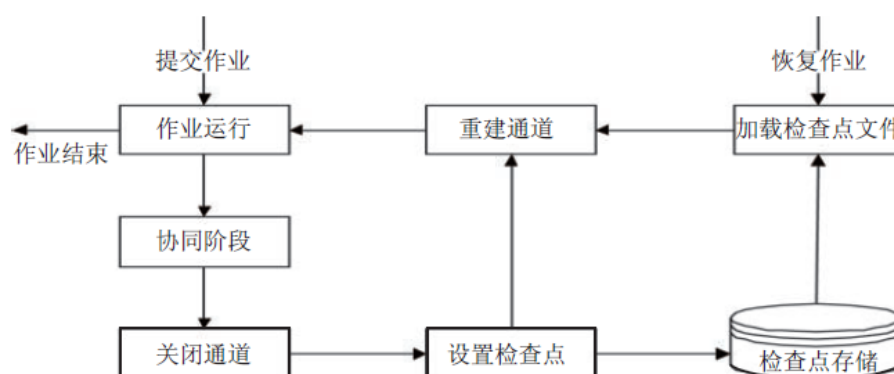 提交作业
恢复作业
作业运行
重建通道
加载检查点文件
作业结束
协同阶段
关闭通道
设置检查点
检查点存储